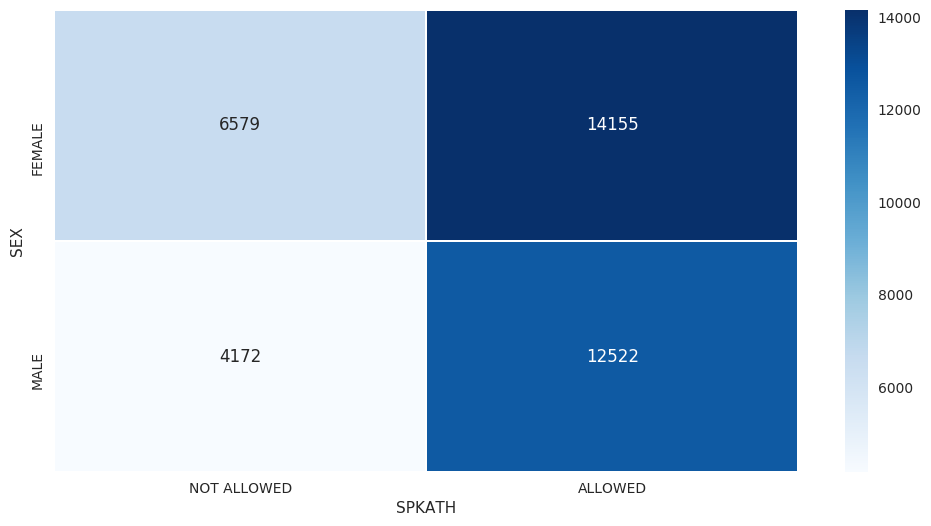 14000
6579
14155
12000
FEMALE
10000
SEX
8000
4172
12522
MALE
6000
NOT ALLOWED
ALLOWED
SPKATH